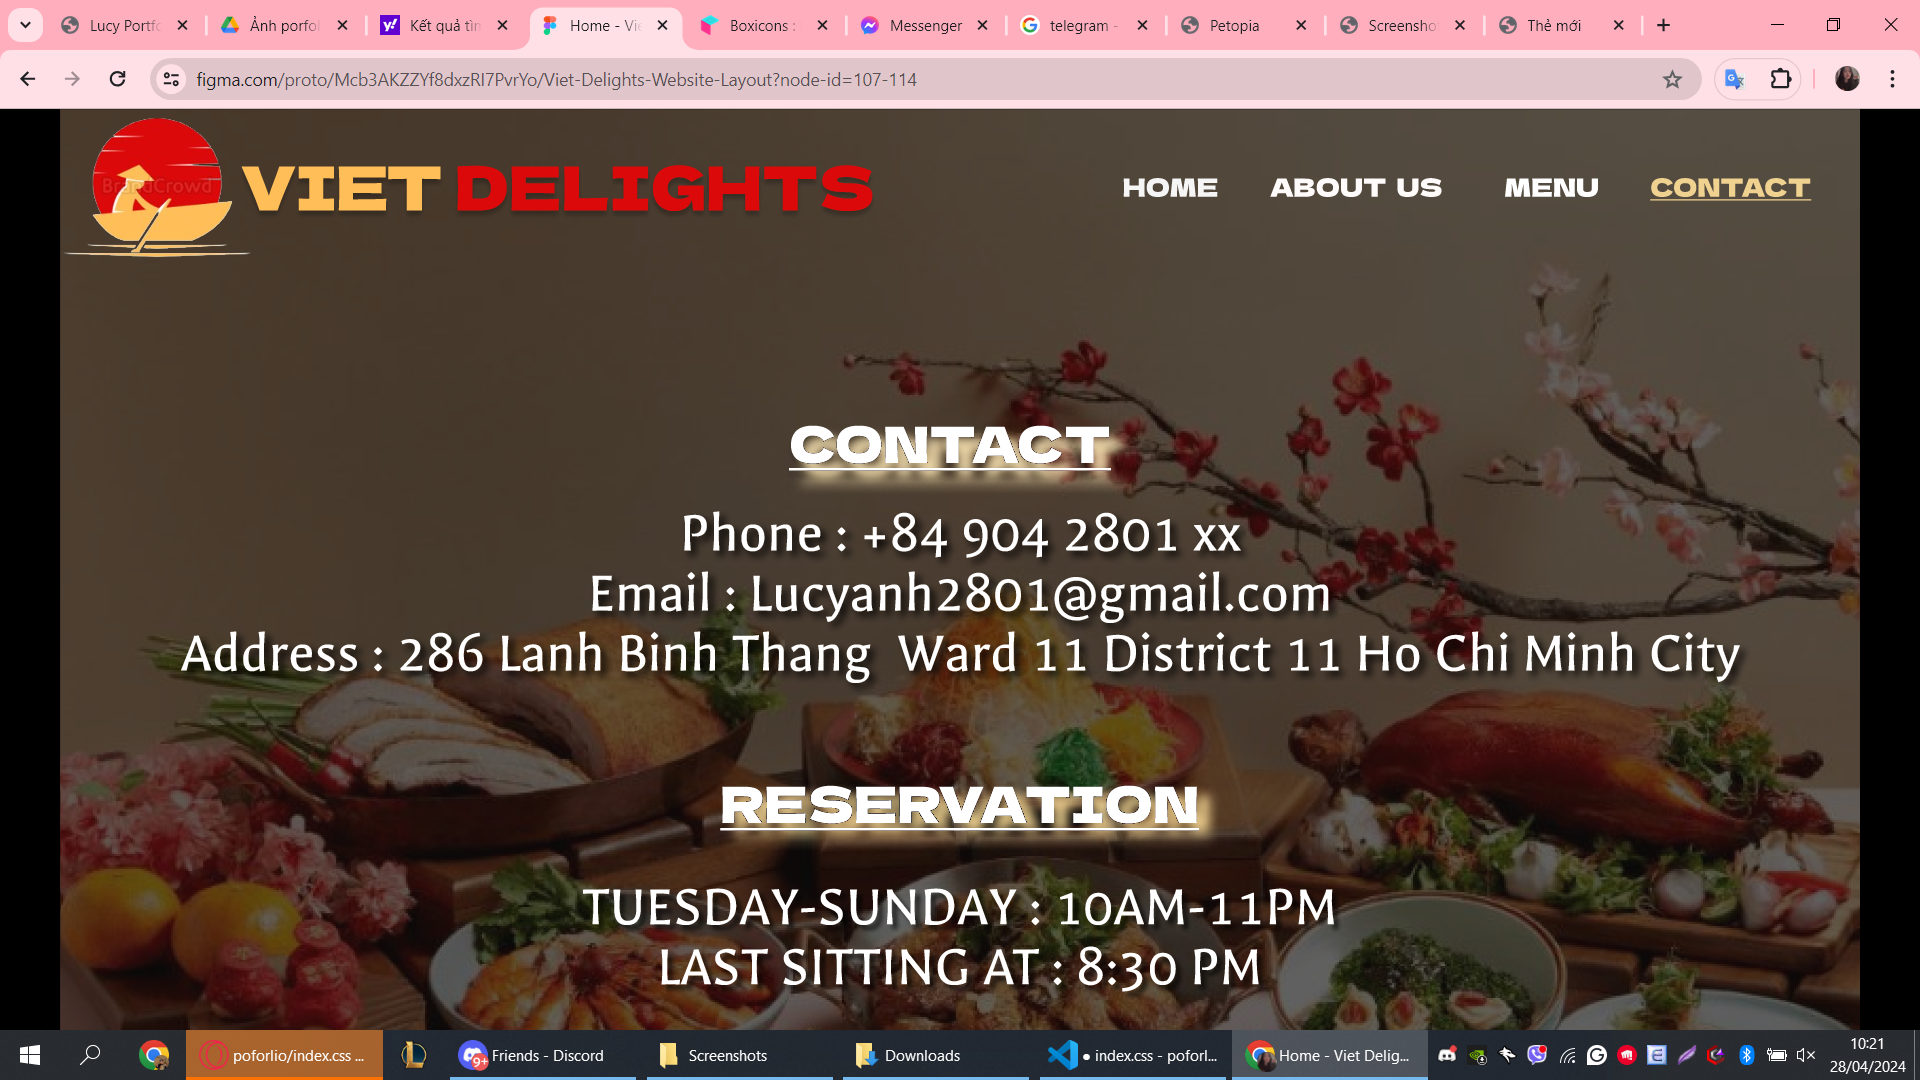 Lucy Portfo
Ảnh porfol
Kết quả tìn
Home - Vie
Boxicons :
Messenger
telegram -
Petopia
Screensho
Thẻ mới
figma.com/proto/Mcb3AKZZYf8dxzRI7PvrYo/Viet-Delights-Website-Layout?node-id=107-114
BrandCrowd
VIET DELIGHTS
HOME
ABOUT US
MENU
CONTACT
CONTACT
Phone : +84 904 2801 xx
Email : Lucyanh2801@gmail.com
Address : 286 Lanh Binh Thang Ward 11 District 11 Ho Chi Minh City
RESERVATION
TUESDAY-SUNDAY : 10AM-11PM
LAST SITTING AT : 8:30 PM
poforlio/index.css ...
9+
Friends - Discord
Screenshots
Downloads
● index.css - poforl...
Home - Viet Delig...
10:21
28/04/2024